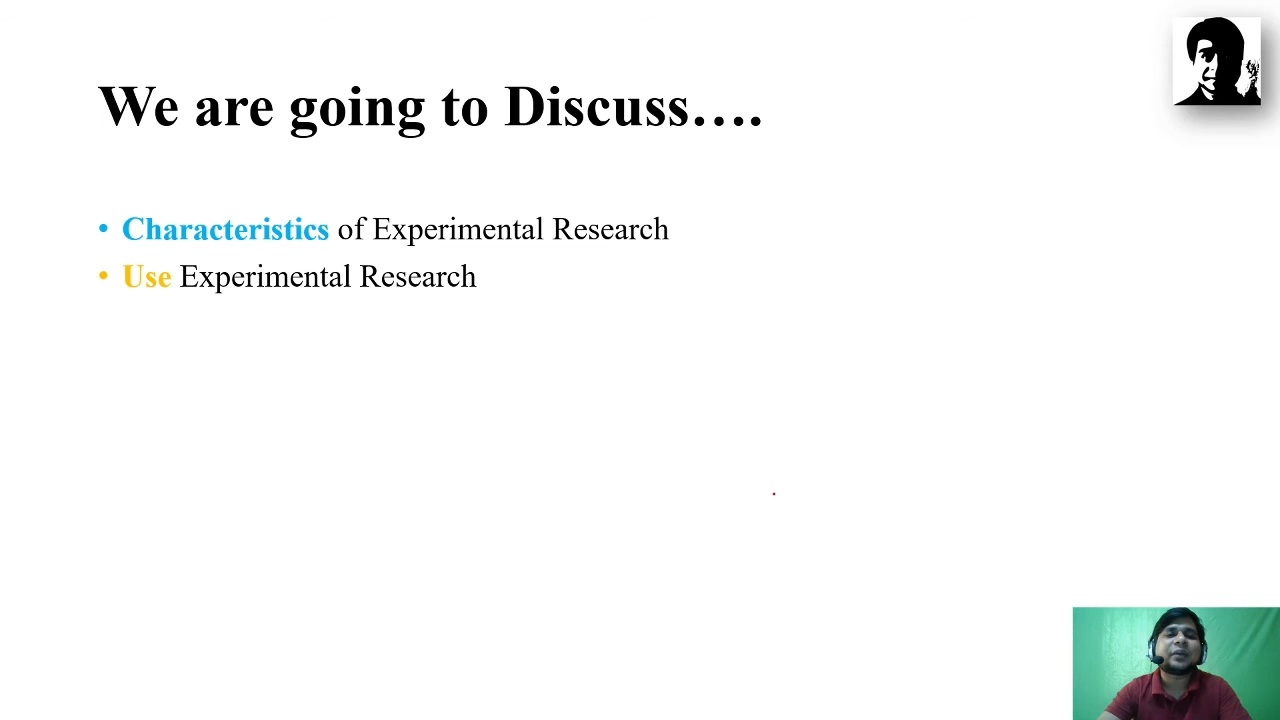 We are going to Discuss….
• Characteristics of Experimental Research
• Use Experimental Research